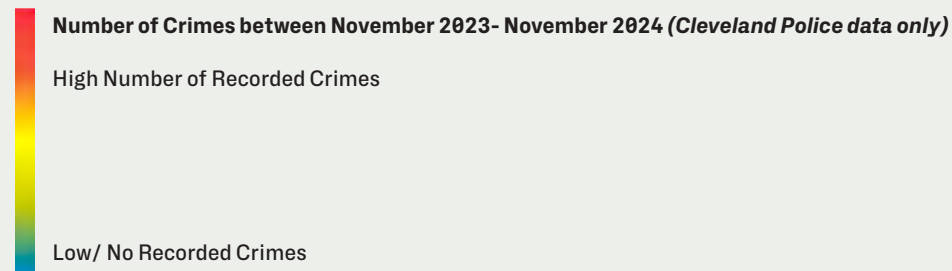 Number of Crimes between November 2023- November 2024 (Cleveland Police data only)
High Number of Recorded Crimes
Low/ No Recorded Crimes